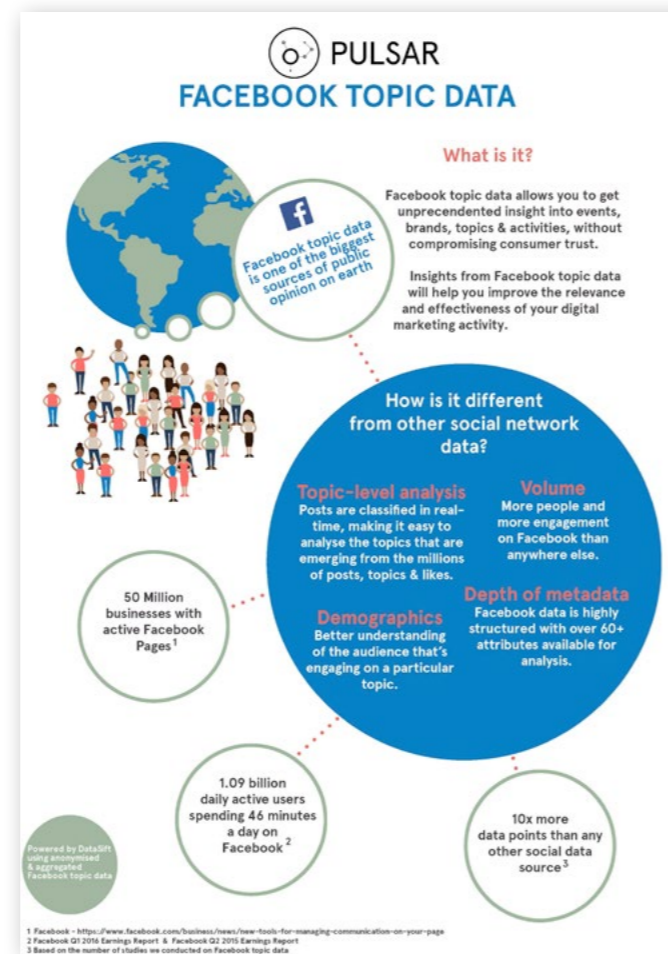 PULSAR
FACEBOOK TOPIC DATA
What is it?
Facebook topic data allows you to get
unprecendented insight into events,
brands, topics & activities, without
compromising consumer trust.
Insights from Facebook topic data
will help you improve the relevance
and effectiveness of your digital
marketing activity.
f
Facebook topic data
is one of the biggest
sources of public
opinion on earth
How is it different
from other social network
data?
Topic-level analysis
Posts are classified in real-
time, making it easy to
analyse the topics that are
emerging from the millions
of posts, topics & likes.
Volume
More people and
more engagement
on Facebook than
anywhere else.
Demographics
Better understanding
of the audience that's
engaging on a particular
topic.
Depth of metadata
Facebook data is highly
structured with over 60+
attributes available for
analysis.
50 Million
businesses with
active Facebook
Pages 1
1.09 billion
daily active users
spending 46 minutes
a day on
Facebook 2
10x more
data points than any
other social data
source 3
Powered by DataSift
using anonymised
& aggregated
Facebook topic data
1 Facebook - https://www.facebook.com/business/news/new-tools-for-managing-communication-on-your-page
2 Facebook Q1 2016 Earnings Report & Facebook Q2 2015 Earnings Report
3 Based on the number of studies we conducted on Facebook topic data